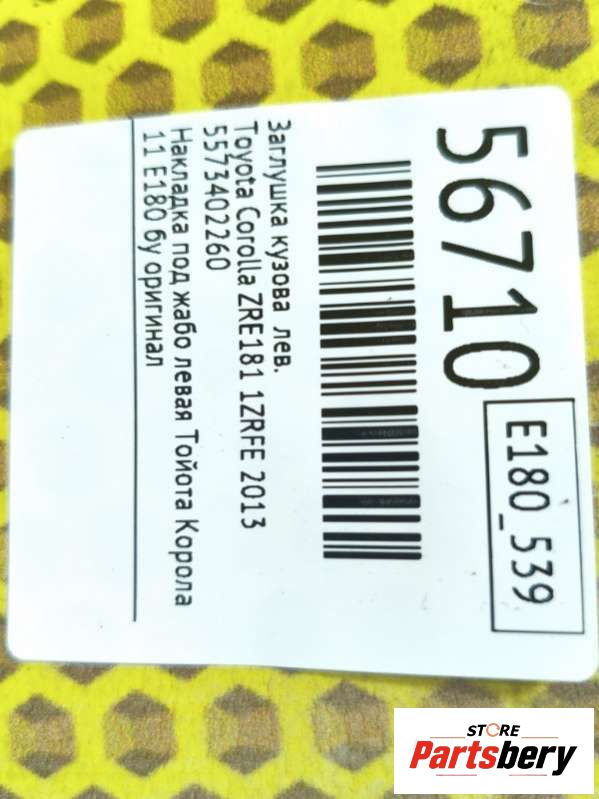 56710
E180_539
Заглушка кузова лев.
Toyota Corolla ZRE181 1ZRFE 2013
5573402260
Накладка под жабо левая Тойота Корола
11 E180 бу оригинал
STORE
Partsbery